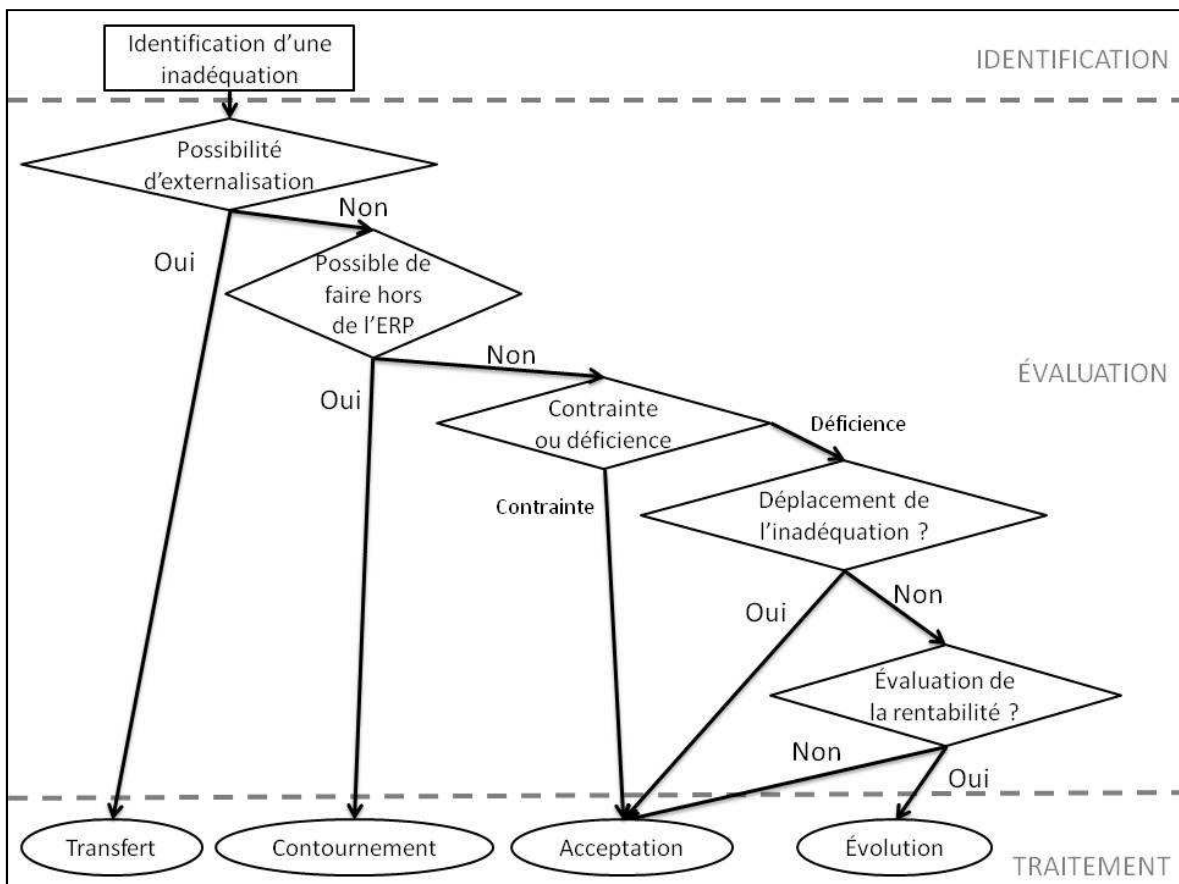 Identification d’une
inadéquation
IDENTIFICATION
Possibilité
d’externalisation
Non
Oui
Possible de
faire hors
de l’ERP
Non
Oui
ÉVALUATION
Contrainte
ou déficience
Déficience
Contrainte
Déplacement de
l’inadéquation ?
Oui
Non
Évaluation de
la rentabilité ?
Non
Oui
Transfert
Contournement
Acceptation
Évolution
TRAITEMENT